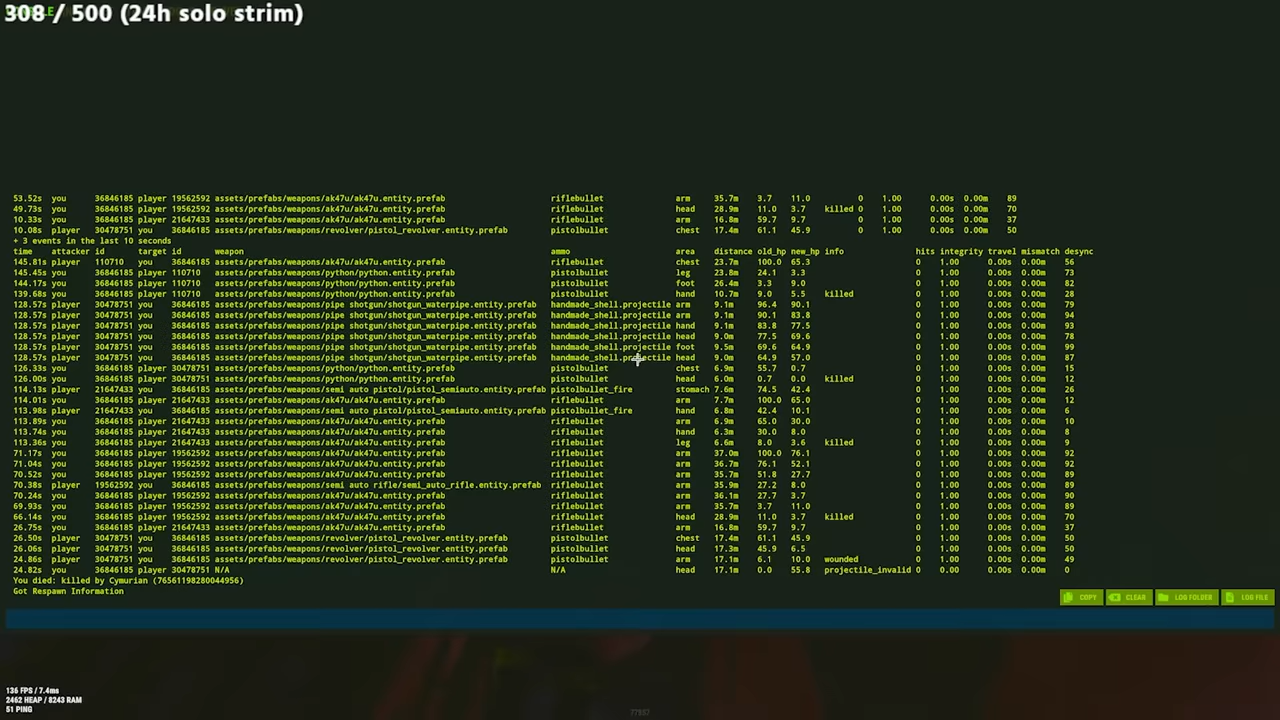 308 / 500 (24h solo strim)
53.52s you 36846185 player 19562592 assets/prefabs/weapons/ak47u/ak47u.entity.prefab riflebullet arm 35.7m 3.7 11.0 0 1.00 0.00s 0.00m 89
49.73s you 36846185 player 19562592 assets/prefabs/weapons/ak47u/ak47u.entity.prefab riflebullet head 28.9m 11.0 3.7 killed 0 1.00 0.00s 0.00m 70
10.33s you 36846185 player 21647433 assets/prefabs/weapons/ak47u/ak47u.entity.prefab riflebullet arm 16.8m 59.7 9.7 0 1.00 0.00s 0.00m 37
10.08s player 30478751 you 36846185 assets/prefabs/weapons/revolver/pistol_revolver.entity.prefab pistolbullet chest 17.4m 61.1 45.9 0 1.00 0.00s 0.00m 50
+ 3 events in the last 10 seconds
time attacker id target id weapon ammo area distance old_hp new_hp info hits integrity travel mismatch desync
145.81s player 110710 you 36846185 assets/prefabs/weapons/ak47u/ak47u.entity.prefab riflebullet chest 23.7m 100.0 65.3 0 1.00 0.00s 0.00m 56
145.45s you 36846185 player 110710 assets/prefabs/weapons/python/python.entity.prefab pistolbullet leg 23.8m 24.1 3.3 0 1.00 0.00s 0.00m 73
144.17s you 36846185 player 110710 assets/prefabs/weapons/python/python.entity.prefab pistolbullet foot 26.4m 3.3 9.0 0 1.00 0.00s 0.00m 82
139.68s you 36846185 player 110710 assets/prefabs/weapons/python/python.entity.prefab pistolbullet hand 10.7m 9.0 5.5 killed 0 1.00 0.00s 0.00m 28
128.57s player 30478751 you 36846185 assets/prefabs/weapons/pipe shotgun/shotgun_waterpipe.entity.prefab handmade_shell.projectile arm 9.1m 96.4 90.1 0 1.00 0.00s 0.00m 79
128.57s player 30478751 you 36846185 assets/prefabs/weapons/pipe shotgun/shotgun_waterpipe.entity.prefab handmade_shell.projectile arm 9.1m 90.1 83.8 0 1.00 0.00s 0.00m 94
128.57s player 30478751 you 36846185 assets/prefabs/weapons/pipe shotgun/shotgun_waterpipe.entity.prefab handmade_shell.projectile hand 9.1m 83.8 77.5 0 1.00 0.00s 0.00m 93
128.57s player 30478751 you 36846185 assets/prefabs/weapons/pipe shotgun/shotgun_waterpipe.entity.prefab handmade_shell.projectile hand 9.0m 77.5 69.6 0 1.00 0.00s 0.00m 78
128.57s player 30478751 you 36846185 assets/prefabs/weapons/pipe shotgun/shotgun_waterpipe.entity.prefab handmade_shell.projectile foot 9.5m 69.6 64.9 0 1.00 0.00s 0.00m 99
128.57s player 30478751 you 36846185 assets/prefabs/weapons/pipe shotgun/shotgun_waterpipe.entity.prefab handmade_shell.projectile head 9.0m 64.9 57.0 0 1.00 0.00s 0.00m 87
126.33s you 36846185 player 30478751 assets/prefabs/weapons/python/python.entity.prefab pistolbullet chest 6.9m 55.7 0.7 0 1.00 0.00s 0.00m 15
126.00s you 36846185 player 30478751 assets/prefabs/weapons/python/python.entity.prefab pistolbullet head 6.0m 0.7 0.0 killed 0 1.00 0.00s 0.00m 12
114.13s player 21647433 you 36846185 assets/prefabs/weapons/semi auto pistol/pistol_semiauto.entity.prefab pistolbullet_fire stomach 7.6m 74.5 42.4 0 1.00 0.00s 0.00m 26
114.01s you 36846185 player 21647433 assets/prefabs/weapons/ak47u/ak47u.entity.prefab riflebullet arm 7.7m 100.0 65.0 0 1.00 0.00s 0.00m 12
113.98s player 21647433 you 36846185 assets/prefabs/weapons/semi auto pistol/pistol_semiauto.entity.prefab pistolbullet_fire hand 6.8m 42.4 10.1 0 1.00 0.00s 0.00m 6
113.89s you 36846185 player 21647433 assets/prefabs/weapons/ak47u/ak47u.entity.prefab riflebullet arm 6.9m 65.0 30.0 0 1.00 0.00s 0.00m 10
113.74s you 36846185 player 21647433 assets/prefabs/weapons/ak47u/ak47u.entity.prefab riflebullet hand 6.3m 30.0 8.0 0 1.00 0.00s 0.00m 8
113.36s you 36846185 player 21647433 assets/prefabs/weapons/ak47u/ak47u.entity.prefab riflebullet leg 6.6m 8.0 3.6 killed 0 1.00 0.00s 0.00m 9
71.17s you 36846185 player 19562592 assets/prefabs/weapons/ak47u/ak47u.entity.prefab riflebullet arm 37.0m 100.0 76.1 0 1.00 0.00s 0.00m 92
71.04s you 36846185 player 19562592 assets/prefabs/weapons/ak47u/ak47u.entity.prefab riflebullet arm 36.7m 76.1 52.1 0 1.00 0.00s 0.00m 92
70.52s you 36846185 player 19562592 assets/prefabs/weapons/ak47u/ak47u.entity.prefab riflebullet arm 35.7m 51.8 27.7 0 1.00 0.00s 0.00m 89
70.38s player 19562592 you 36846185 assets/prefabs/weapons/semi auto rifle/semi_auto_rifle.entity.prefab riflebullet arm 35.9m 27.2 8.0 0 1.00 0.00s 0.00m 89
70.24s you 36846185 player 19562592 assets/prefabs/weapons/ak47u/ak47u.entity.prefab riflebullet arm 36.1m 27.7 3.7 0 1.00 0.00s 0.00m 90
69.93s you 36846185 player 19562592 assets/prefabs/weapons/ak47u/ak47u.entity.prefab riflebullet arm 35.7m 3.7 11.0 0 1.00 0.00s 0.00m 89
66.14s you 36846185 player 19562592 assets/prefabs/weapons/ak47u/ak47u.entity.prefab riflebullet head 28.9m 11.0 3.7 killed 0 1.00 0.00s 0.00m 70
26.75s you 36846185 player 21647433 assets/prefabs/weapons/ak47u/ak47u.entity.prefab riflebullet arm 16.8m 59.7 9.7 0 1.00 0.00s 0.00m 37
26.50s player 30478751 you 36846185 assets/prefabs/weapons/revolver/pistol_revolver.entity.prefab pistolbullet chest 17.4m 61.1 45.9 0 1.00 0.00s 0.00m 50
26.06s player 30478751 you 36846185 assets/prefabs/weapons/revolver/pistol_revolver.entity.prefab pistolbullet head 17.3m 45.9 6.5 0 1.00 0.00s 0.00m 50
24.86s player 30478751 you 36846185 assets/prefabs/weapons/revolver/pistol_revolver.entity.prefab pistolbullet arm 17.1m 6.1 10.0 wounded 0 1.00 0.00s 0.00m 49
24.82s you 36846185 player 30478751 N/A N/A head 17.1m 0.0 55.8 projectile_invalid 0 0.00 0.00s 0.00m 0
You died: killed by Cymurian (76561198280044956)
Got Respawn Information
COPY CLEAR LOG FOLDER LOG FILE
136 FPS / 7.4ms
2462 HEAP / 8243 RAM
51 PING